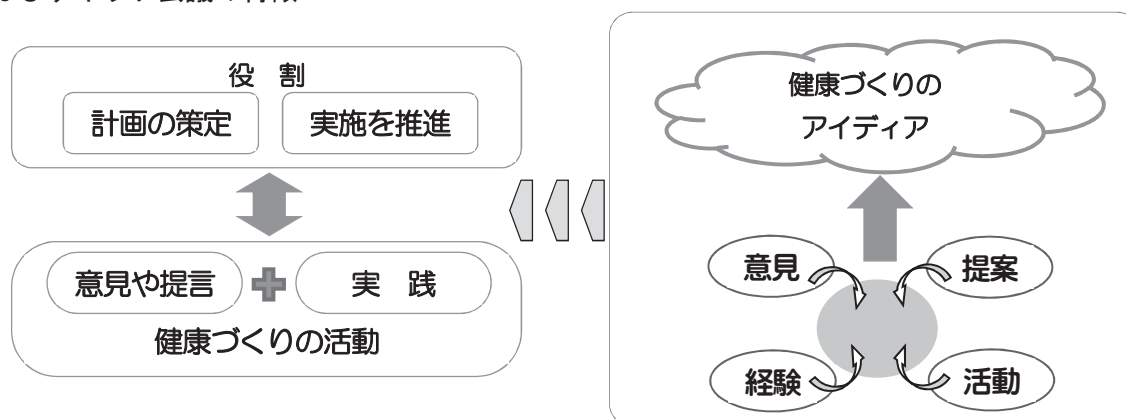 役 割
計画の策定
実施を推進
意見や提言
実 践
健康づくりの活動
健康づくりの
アイディア
意見
提案
経験
活動